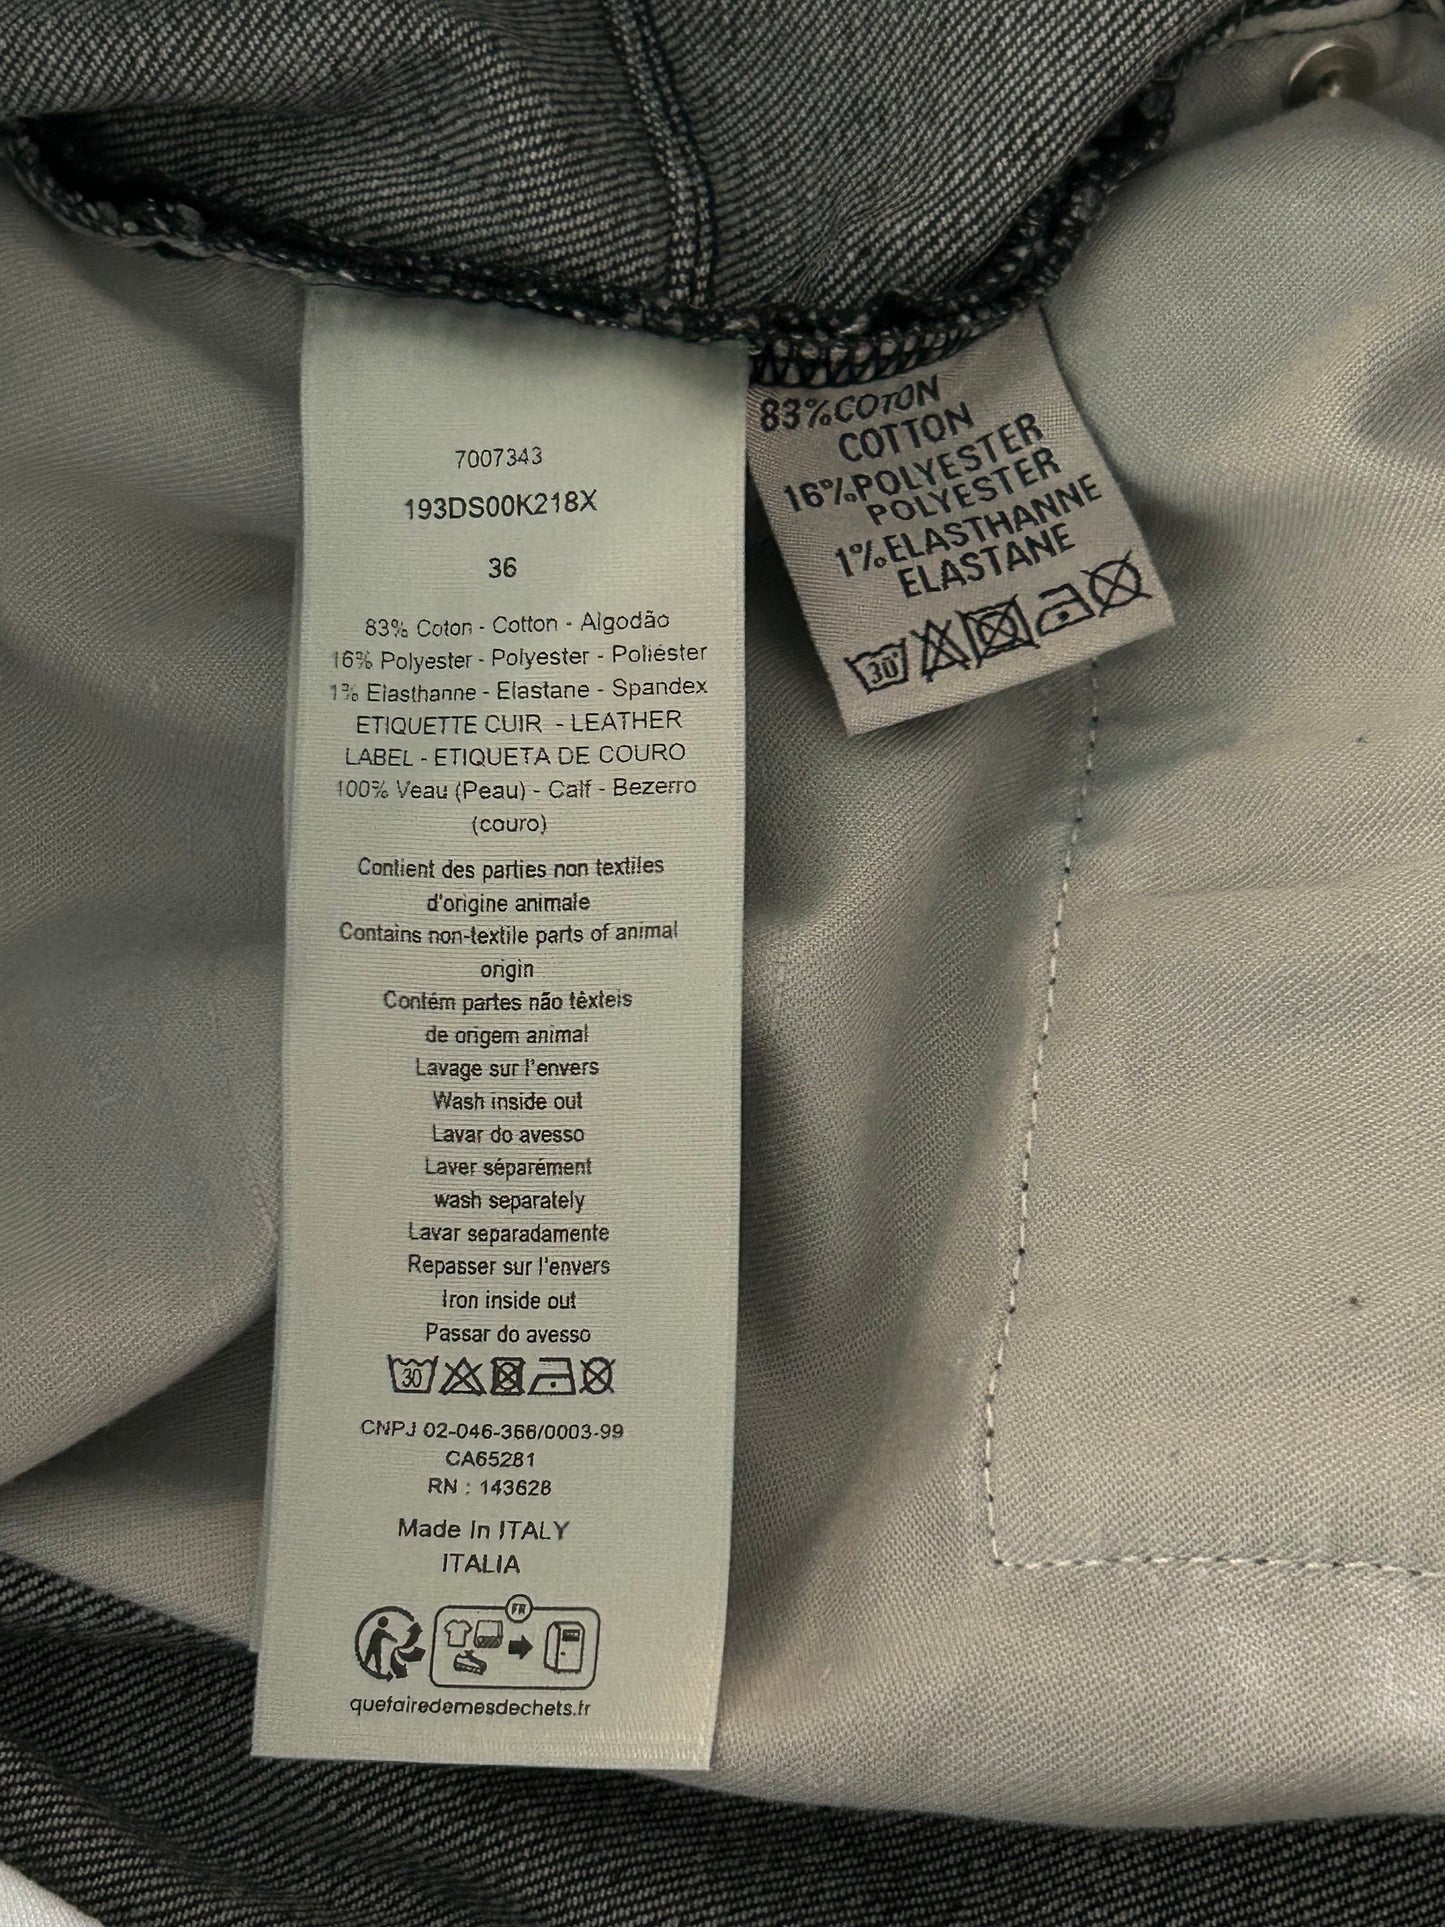 7007343
193DS00K218X
36
83% Coton - Cotton - Algodão
16% Polyester - Polyester - Poliéster
1% Elasthanne - Elastane - Spandex
ETIQUETTE CUIR - LEATHER
LABEL - ETIQUETA DE COURO
100% Veau (Peau) - Calf - Bezerro
(couro)
Contient des parties non textiles
d'origine animale
Contains non-textile parts of animal
origin
Contém partes não têxteis
de origem animal
Lavage sur l'envers
Wash inside out
Lavar do avesso
Laver séparément
wash separately
Lavar separadamente
Repasser sur l'envers
Iron inside out
Passar do avesso
30
CNPJ 02-046-366/0003-99
CA65281
RN : 143628
Made In ITALY
ITALIA
FR
quefairedemesdechets.fr
83%COTON
COTTON
16%POLYESTER
POLYESTER
1%ELASTHANNE
ELASTANE
30°